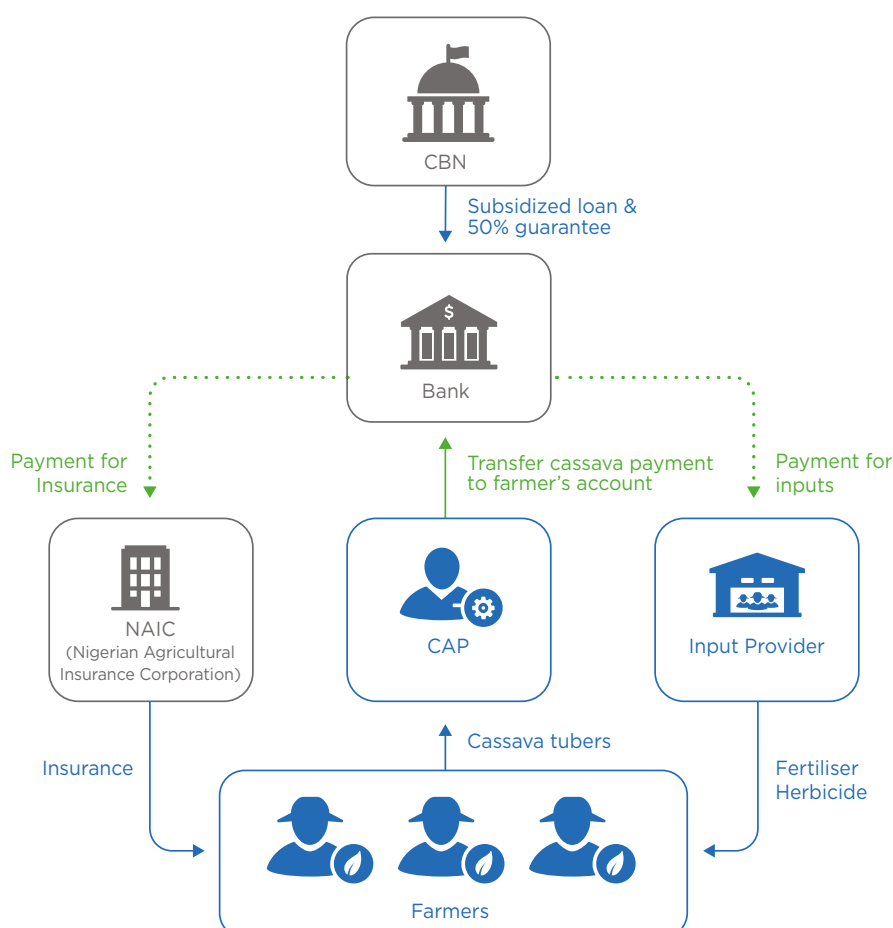 CBN
Subsidized loan &
50% guarantee
$
Bank
Payment for
Insurance
Transfer cassava payment
to farmer's account
Payment for
inputs
NAIC
(Nigerian Agricultural
Insurance Corporation)
CAP
Input Provider
Insurance
Cassava tubers
Fertiliser
Herbicide
Farmers